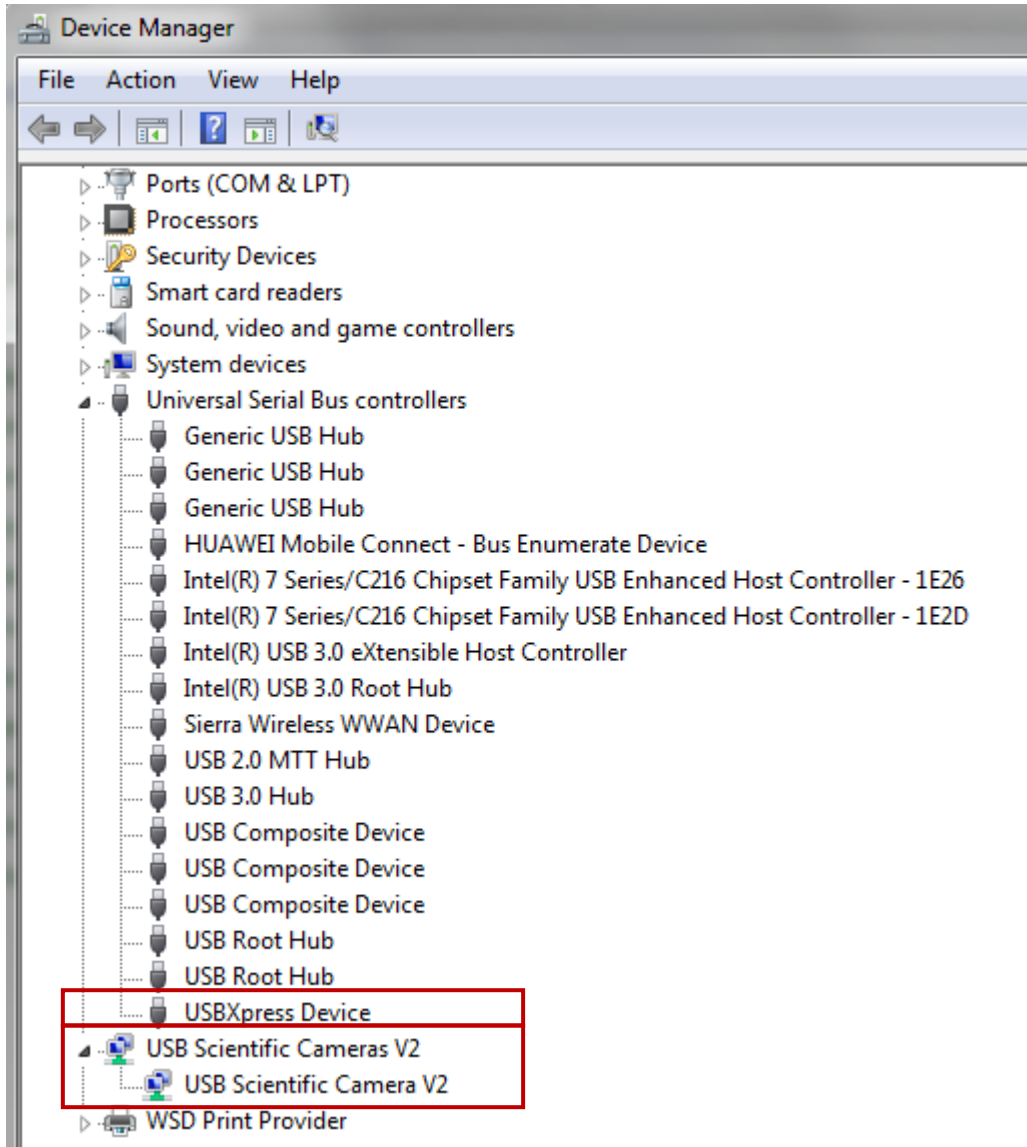 Device Manager
File Action View Help
Ports (COM & LPT)
Processors
Security Devices
Smart card readers
Sound, video and game controllers
System devices
Universal Serial Bus controllers
Generic USB Hub
Generic USB Hub
Generic USB Hub
HUAWEI Mobile Connect - Bus Enumerate Device
Intel(R) 7 Series/C216 Chipset Family USB Enhanced Host Controller - 1E26
Intel(R) 7 Series/C216 Chipset Family USB Enhanced Host Controller - 1E2D
Intel(R) USB 3.0 eXtensible Host Controller
Intel(R) USB 3.0 Root Hub
Sierra Wireless WWAN Device
USB 2.0 MTT Hub
USB 3.0 Hub
USB Composite Device
USB Composite Device
USB Composite Device
USB Root Hub
USB Root Hub
USBXpress Device
USB Scientific Cameras V2
USB Scientific Camera V2
WSD Print Provider